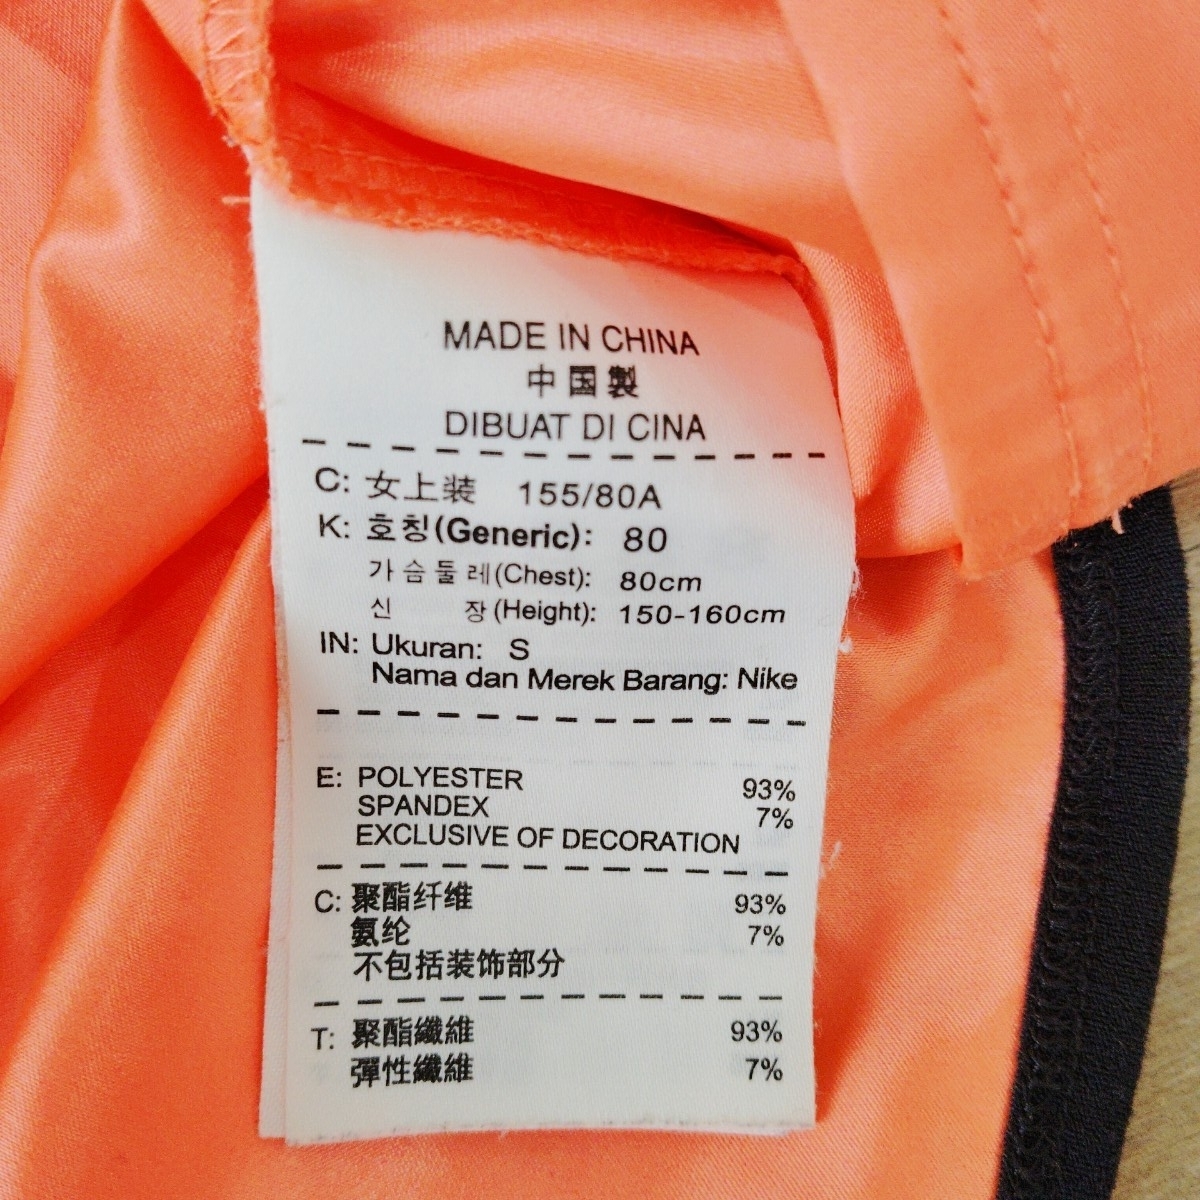 MADE IN CHINA
中国製
DIBUAT DI CINA
C: 女上装 155/80A
K: 호칭(Generic): 80
가슴둘레(Chest): 80cm
신 장(Height): 150-160cm
IN: Ukuran: S
Nama dan Merek Barang: Nike
E: POLYESTER 93%
SPANDEX 7%
EXCLUSIVE OF DECORATION
C: 聚酯纤维 93%
氨纶 7%
不包括装饰部分
T: 聚酯纖維 93%
彈性纖維 7%